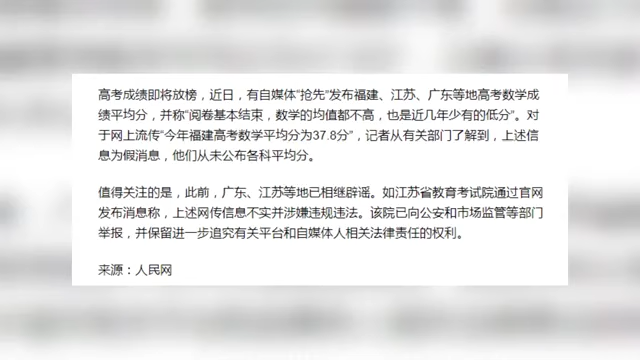 高考成绩即将放榜，近日，有自媒体“抢先”发布福建、江苏、广东等地高考数学成
绩平均分，并称“阅卷基本结束，数学的均值都不高，也是近几年少有的低分”。对
于网上流传“今年福建高考数学平均分为37.8分”，记者从有关部门了解到，上述信
息为假消息，他们从未公布各科平均分。
值得关注的是，此前，广东、江苏等地已相继辟谣。如江苏省教育考试院通过官网
发布消息称，上述网传信息不实并涉嫌违规违法。该院已向公安和市场监管等部门
举报，并保留进一步追究有关平台和自媒体人相关法律责任的权利。
来源：人民网